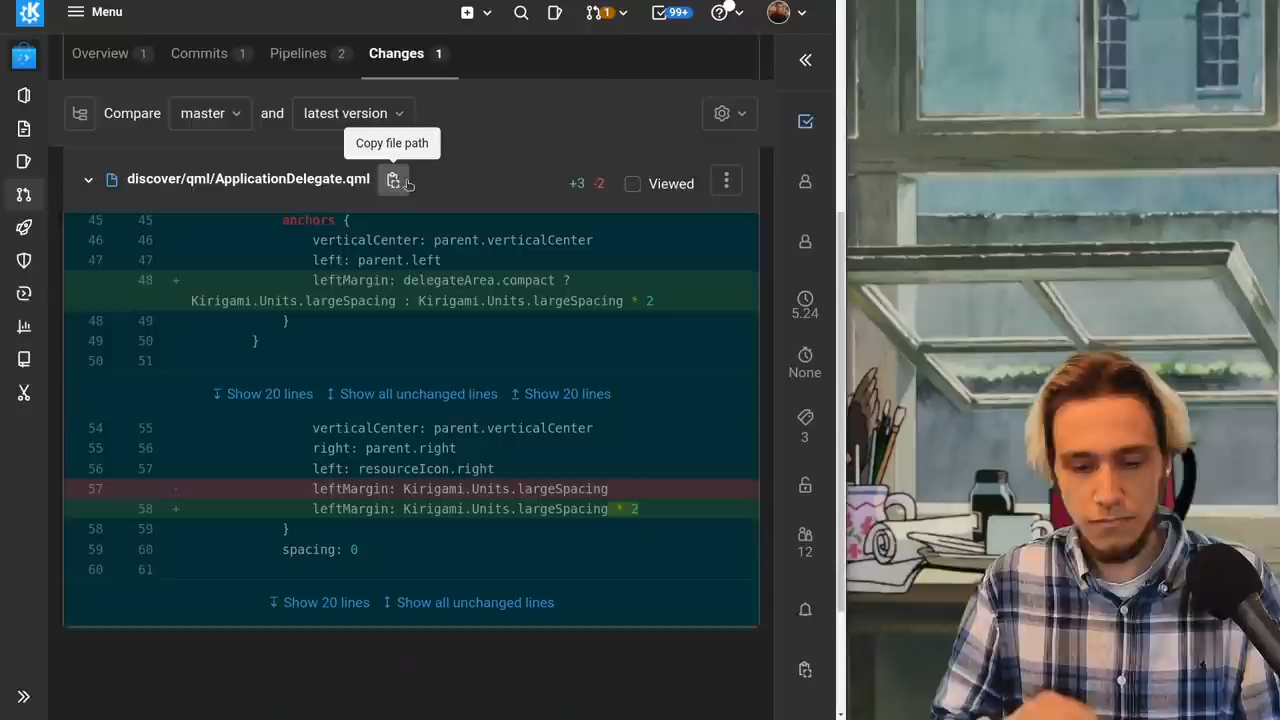 Menu
1
99+
Overview 1 Commits 1 Pipelines 2 Changes 1
Compare master and latest version
Copy file path
discover/qml/ApplicationDelegate.qml +3 -2 Viewed
45 45 anchors {
46 46 verticalCenter: parent.verticalCenter
47 47 left: parent.left
48 + leftMargin: delegateArea.compact ?
Kirigami.Units.largeSpacing : Kirigami.Units.largeSpacing * 2
48 49 }
49 50 }
50 51
Show 20 lines Show all unchanged lines Show 20 lines
54 55 verticalCenter: parent.verticalCenter
55 56 right: parent.right
56 57 left: resourceIcon.right
57 - leftMargin: Kirigami.Units.largeSpacing
58 + leftMargin: Kirigami.Units.largeSpacing * 2
58 59 }
59 60 spacing: 0
60 61
Show 20 lines Show all unchanged lines
5.24
None
3
12